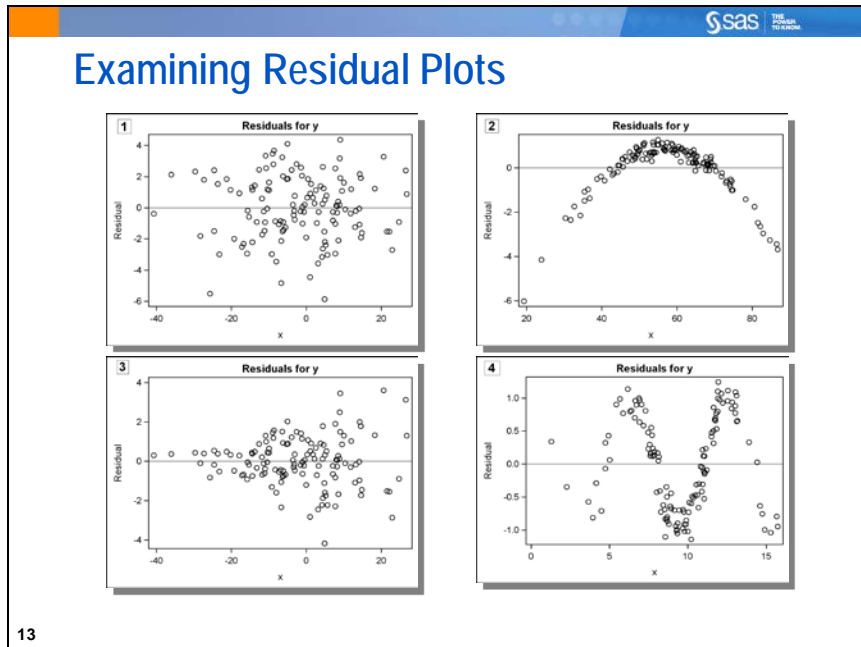 sas THE POWER TO KNOW.
Examining Residual Plots
1
Residuals for y
4
2
0
-2
-4
-6
Residual
-40 -20 0 20
x
2
Residuals for y
0
-2
-4
-6
Residual
20 40 60 80
x
3
Residuals for y
4
2
0
-2
-4
Residual
-40 -20 0 20
x
4
Residuals for y
1.0
0.5
0.0
-0.5
-1.0
Residual
0 5 10 15
x
13